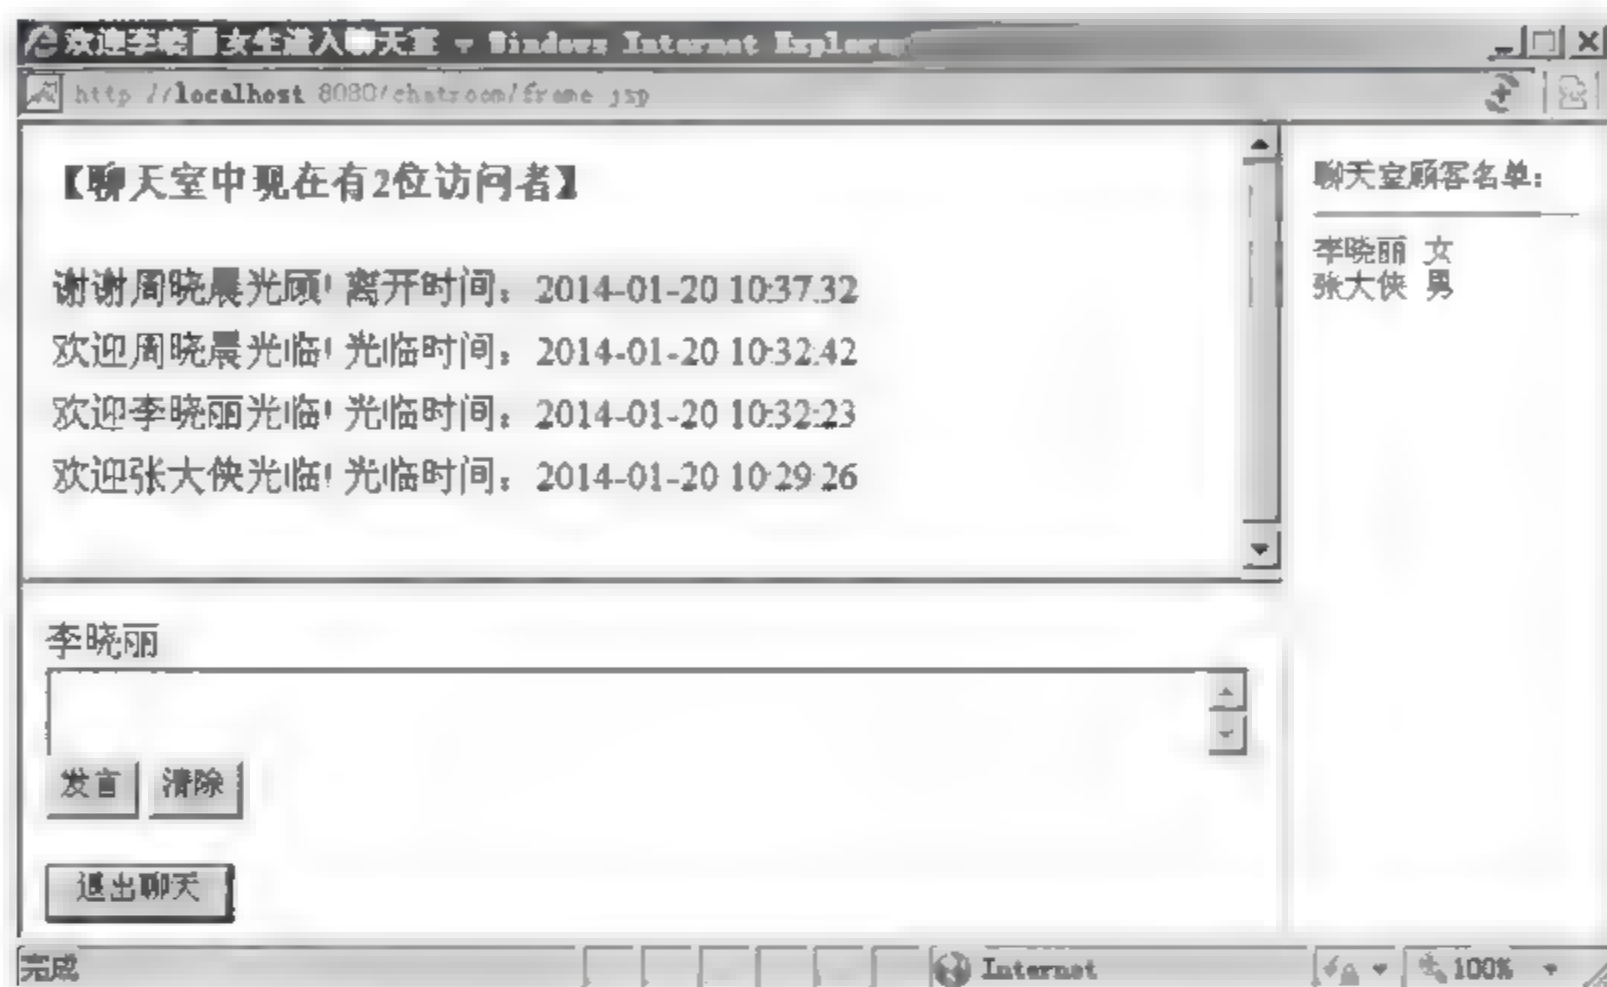 欢迎李晓丽女生进入聊天室 - Windows Internet Explorer
http://localhost:8080/chatroom/frame.jsp
【聊天室中现在有2位访问者】
谢谢周晓晨光顾! 离开时间：2014-01-20 10:37:32
欢迎周晓晨光临! 光临时间：2014-01-20 10:32:42
欢迎李晓丽光临! 光临时间：2014-01-20 10:32:23
欢迎张大侠光临! 光临时间：2014-01-20 10:29:26
聊天室顾客名单：
李晓丽 女
张大侠 男
李晓丽
发言 清除
退出聊天
完成 Internet 100%